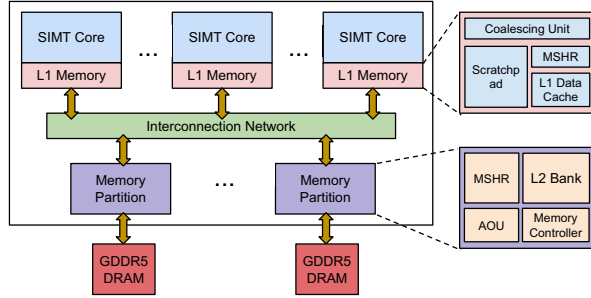 SIMT Core
SIMT Core
SIMT Core
...
...
L1 Memory
L1 Memory
L1 Memory
Interconnection Network
Memory
Partition
...
Memory
Partition
GDDR5
DRAM
GDDR5
DRAM
Coalescing Unit
Scratchp
ad
MSHR
L1 Data
Cache
MSHR
L2 Bank
AOU
Memory
Controller